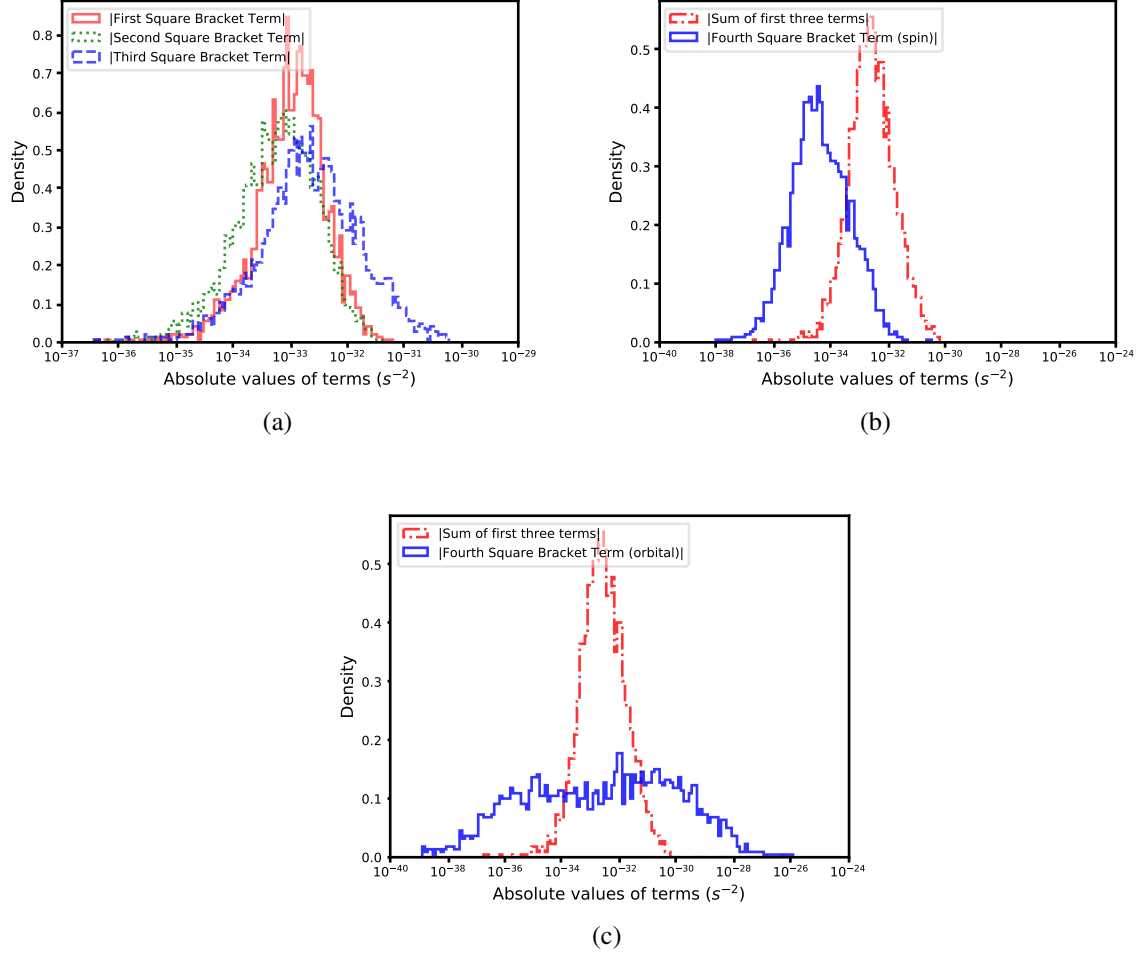 |First Square Bracket Term|
|Second Square Bracket Term|
|Third Square Bracket Term|
Density
0.8
0.7
0.6
0.5
0.4
0.3
0.2
0.1
0.0
10⁻³⁷ 10⁻³⁶ 10⁻³⁵ 10⁻³⁴ 10⁻³³ 10⁻³² 10⁻³¹ 10⁻³⁰ 10⁻²⁹
Absolute values of terms (s⁻²)
(a)
|Sum of first three terms|
|Fourth Square Bracket Term (spin)|
Density
0.5
0.4
0.3
0.2
0.1
0.0
10⁻⁴⁰ 10⁻³⁸ 10⁻³⁶ 10⁻³⁴ 10⁻³² 10⁻³⁰ 10⁻²⁸ 10⁻²⁶ 10⁻²⁴
Absolute values of terms (s⁻²)
(b)
|Sum of first three terms|
|Fourth Square Bracket Term (orbital)|
Density
0.5
0.4
0.3
0.2
0.1
0.0
10⁻⁴⁰ 10⁻³⁸ 10⁻³⁶ 10⁻³⁴ 10⁻³² 10⁻³⁰ 10⁻²⁸ 10⁻²⁶ 10⁻²⁴
Absolute values of terms (s⁻²)
(c)